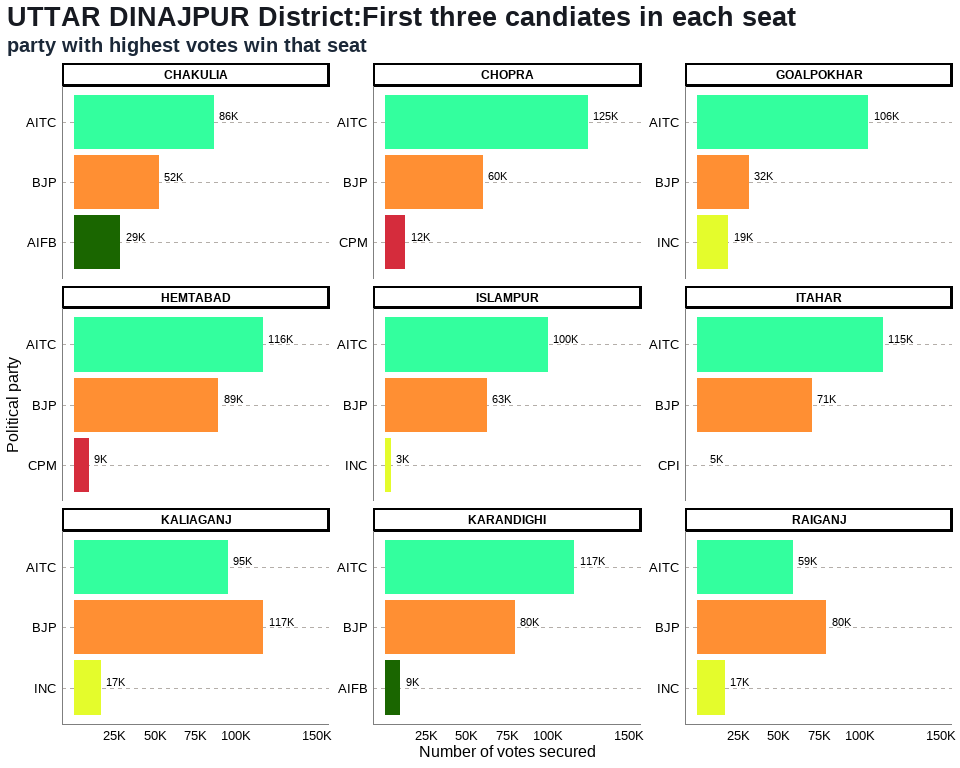 UTTAR DINAJPUR District:First three candiates in each seat
party with highest votes win that seat
CHAKULIA
AITC 86K
BJP 52K
AIFB 29K
CHOPRA
AITC 125K
BJP 60K
CPM 12K
GOALPOKHAR
AITC 106K
BJP 32K
INC 19K
HEMTABAD
AITC 116K
BJP 89K
CPM 9K
ISLAMPUR
AITC 100K
BJP 63K
INC 3K
ITAHAR
AITC 115K
BJP 71K
CPI 5K
KALIAGANJ
AITC 95K
BJP 117K
INC 17K
25K 50K 75K 100K 150K
KARANDIGHI
AITC 117K
BJP 80K
AIFB 9K
25K 50K 75K 100K 150K
RAIGANJ
AITC 59K
BJP 80K
INC 17K
25K 50K 75K 100K 150K
Political party
Number of votes secured